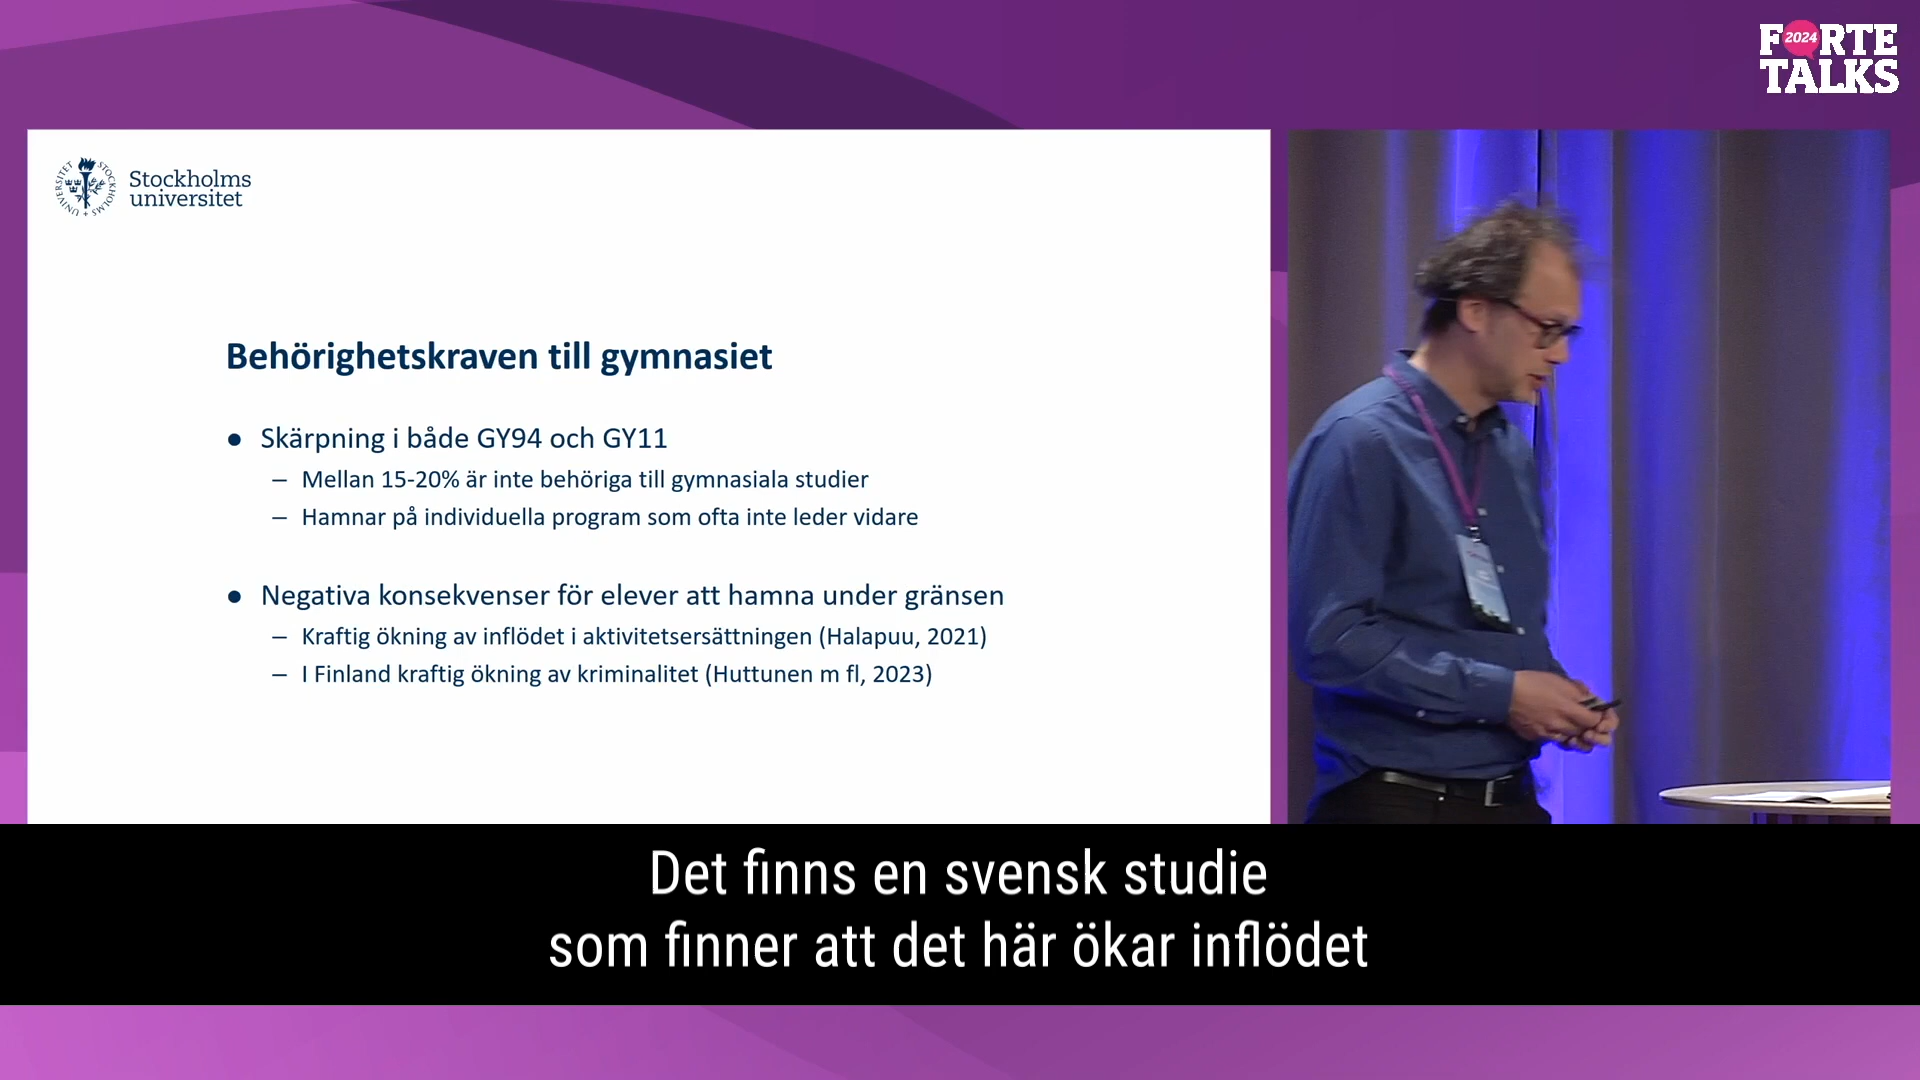 FORTE
2024
TALKS
Stockholms
universitet
STOCKHOLMS UNIVERSITET
Behörighetskraven till gymnasiet
● Skärpning i både GY94 och GY11
– Mellan 15-20% är inte behöriga till gymnasiala studier
– Hamnar på individuella program som ofta inte leder vidare
● Negativa konsekvenser för elever att hamna under gränsen
– Kraftig ökning av inflödet i aktivitetsersättningen (Halapuu, 2021)
– I Finland kraftig ökning av kriminalitet (Huttunen m fl, 2023)
Det finns en svensk studie
som finner att det här ökar inflödet